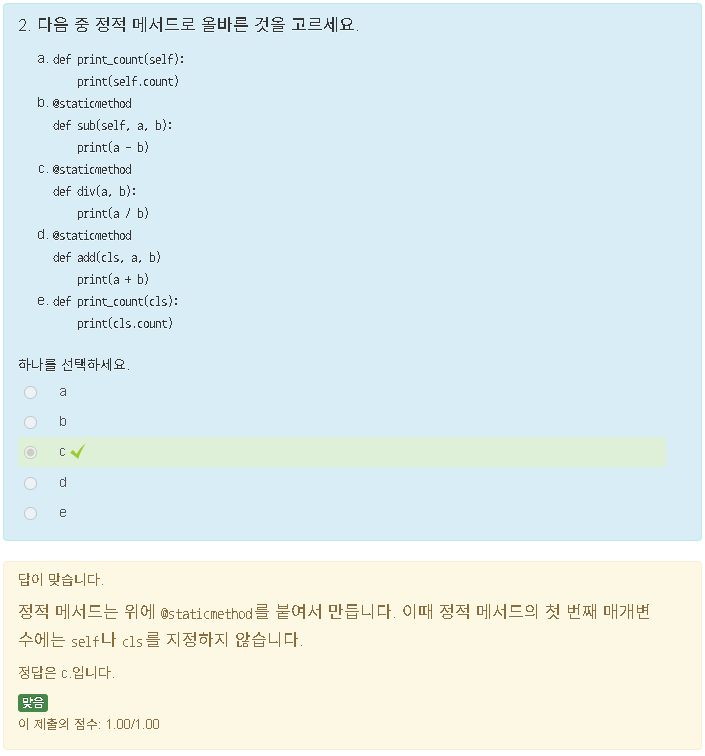 2. 다음 중 정적 메서드로 올바른 것을 고르세요.
a. def print_count(self):
print(self.count)
b. @staticmethod
def sub(self, a, b):
print(a - b)
c. @staticmethod
def div(a, b):
print(a / b)
d. @staticmethod
def add(cls, a, b)
print(a + b)
e. def print_count(cls):
print(cls.count)
하나를 선택하세요.
a
b
c
d
e
답이 맞습니다.
정적 메서드는 위에 @staticmethod를 붙여서 만듭니다. 이때 정적 메서드의 첫 번째 매개변
수에는 self나 cls를 지정하지 않습니다.
정답은 c.입니다.
맞음
이 제출의 점수: 1.00/1.00